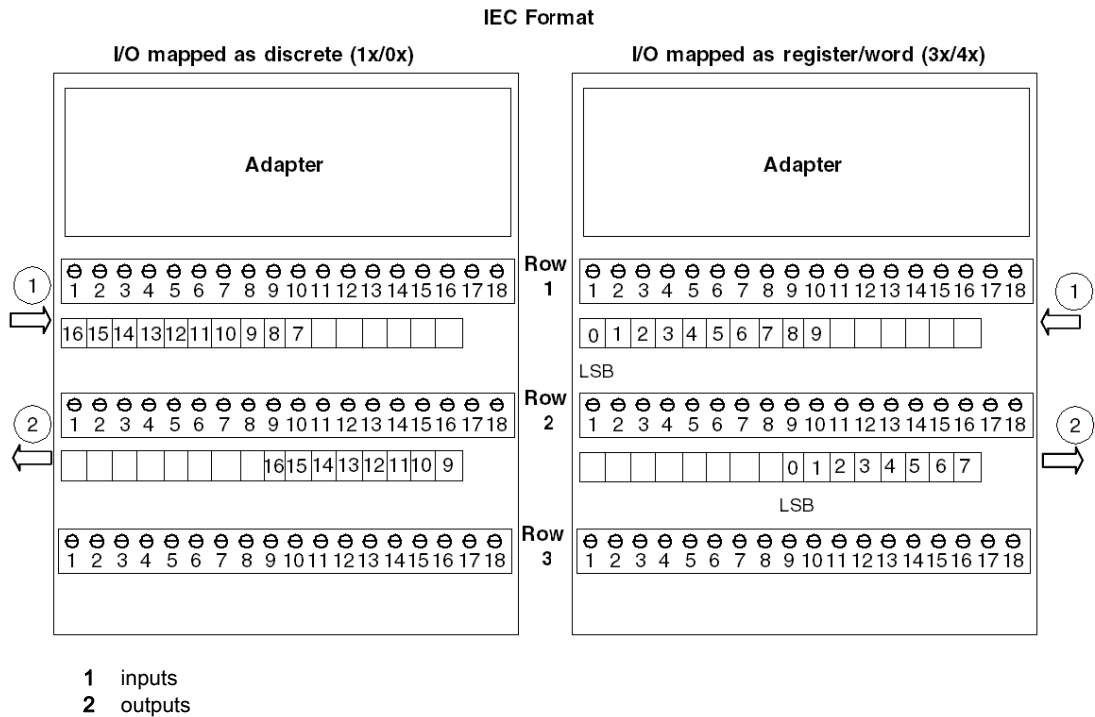 IEC Format
I/O mapped as discrete (1x/0x)
I/O mapped as register/word (3x/4x)
Adapter
Adapter
Row
1
1
1 2 3 4 5 6 7 8 9 10 11 12 13 14 15 16 17 18
1 2 3 4 5 6 7 8 9 10 11 12 13 14 15 16 17 18
1
16 15 14 13 12 11 10 9 8 7
0 1 2 3 4 5 6 7 8 9
LSB
Row
2
2
1 2 3 4 5 6 7 8 9 10 11 12 13 14 15 16 17 18
1 2 3 4 5 6 7 8 9 10 11 12 13 14 15 16 17 18
2
16 15 14 13 12 11 10 9
0 1 2 3 4 5 6 7
LSB
Row
3
1 2 3 4 5 6 7 8 9 10 11 12 13 14 15 16 17 18
1 2 3 4 5 6 7 8 9 10 11 12 13 14 15 16 17 18
1 inputs
2 outputs